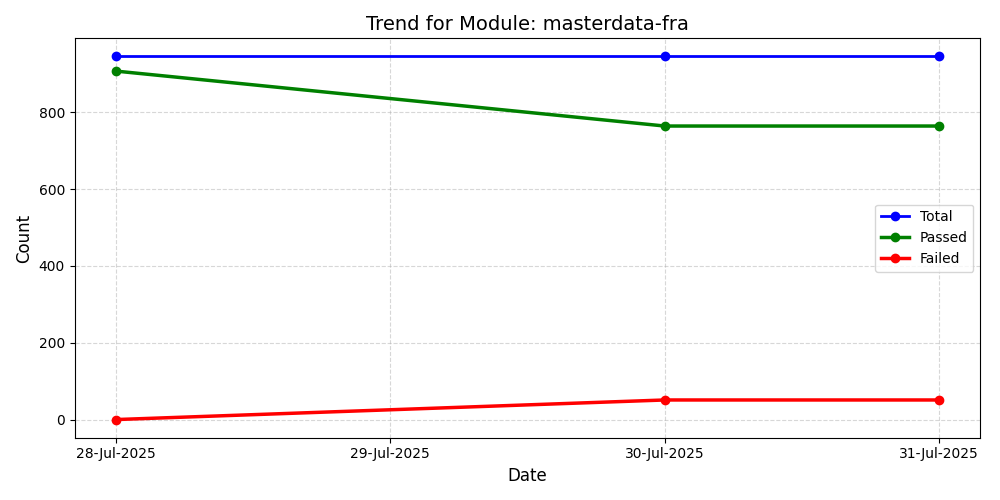 Trend for Module: masterdata-fra
Count
800
600
400
200
0
Total
Passed
Failed
28-Jul-2025 29-Jul-2025 30-Jul-2025 31-Jul-2025
Date